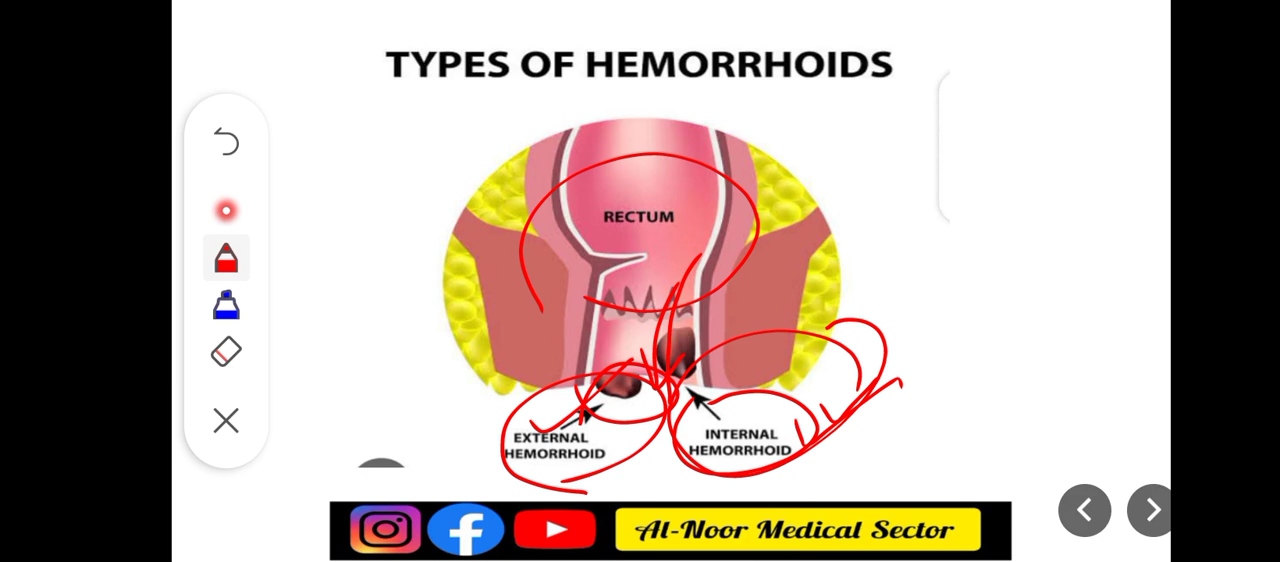 TYPES OF HEMORRHOIDS
RECTUM
EXTERNAL
HEMORRHOID
INTERNAL
HEMORRHOID
Al-Noor Medical Sector